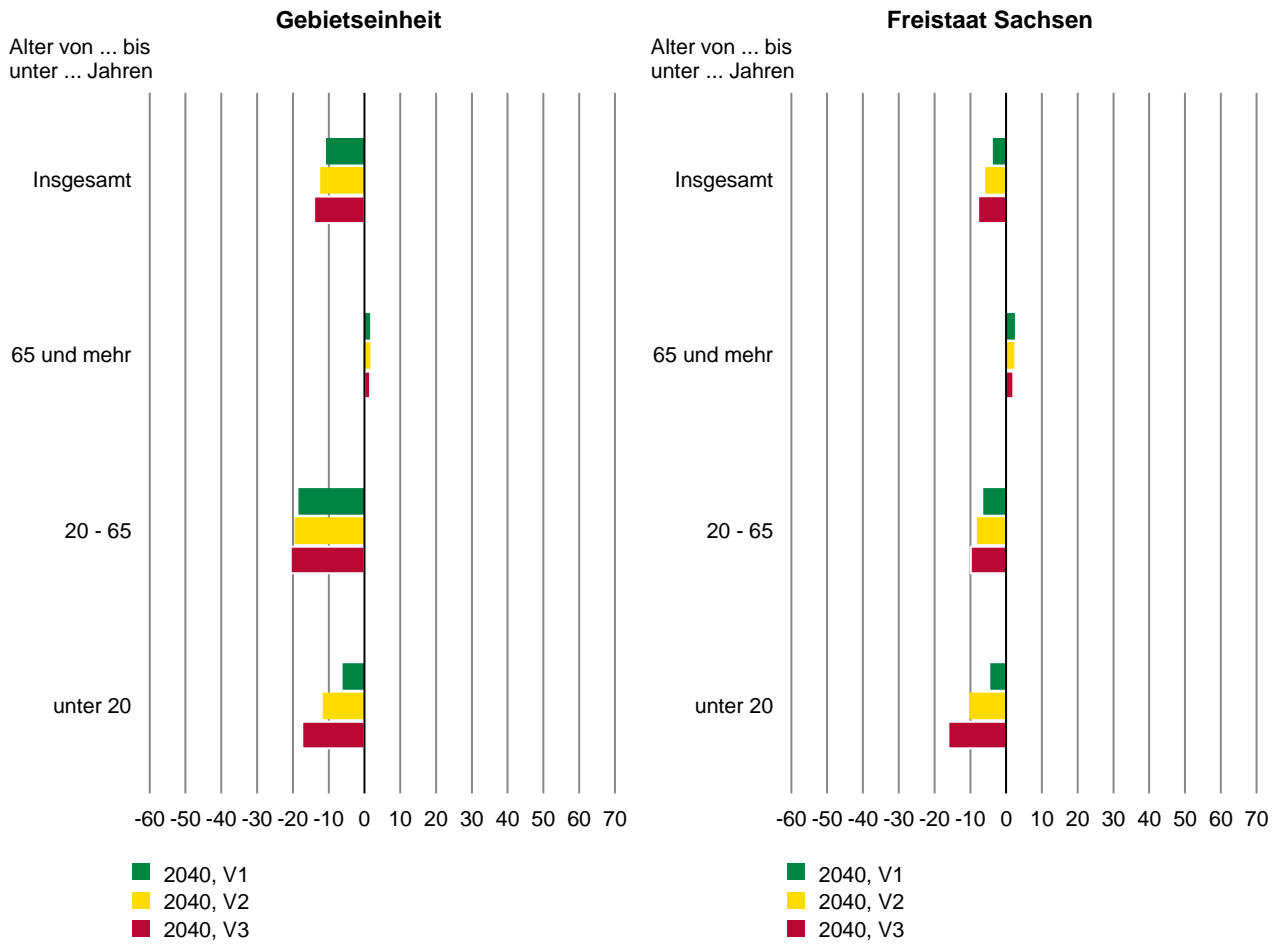 Gebietseinheit
Alter von ... bis
unter ... Jahren
Insgesamt
65 und mehr
20 - 65
unter 20
-60 -50 -40 -30 -20 -10 0 10 20 30 40 50 60 70
2040, V1
2040, V2
2040, V3
Freistaat Sachsen
Alter von ... bis
unter ... Jahren
Insgesamt
65 und mehr
20 - 65
unter 20
-60 -50 -40 -30 -20 -10 0 10 20 30 40 50 60 70
2040, V1
2040, V2
2040, V3